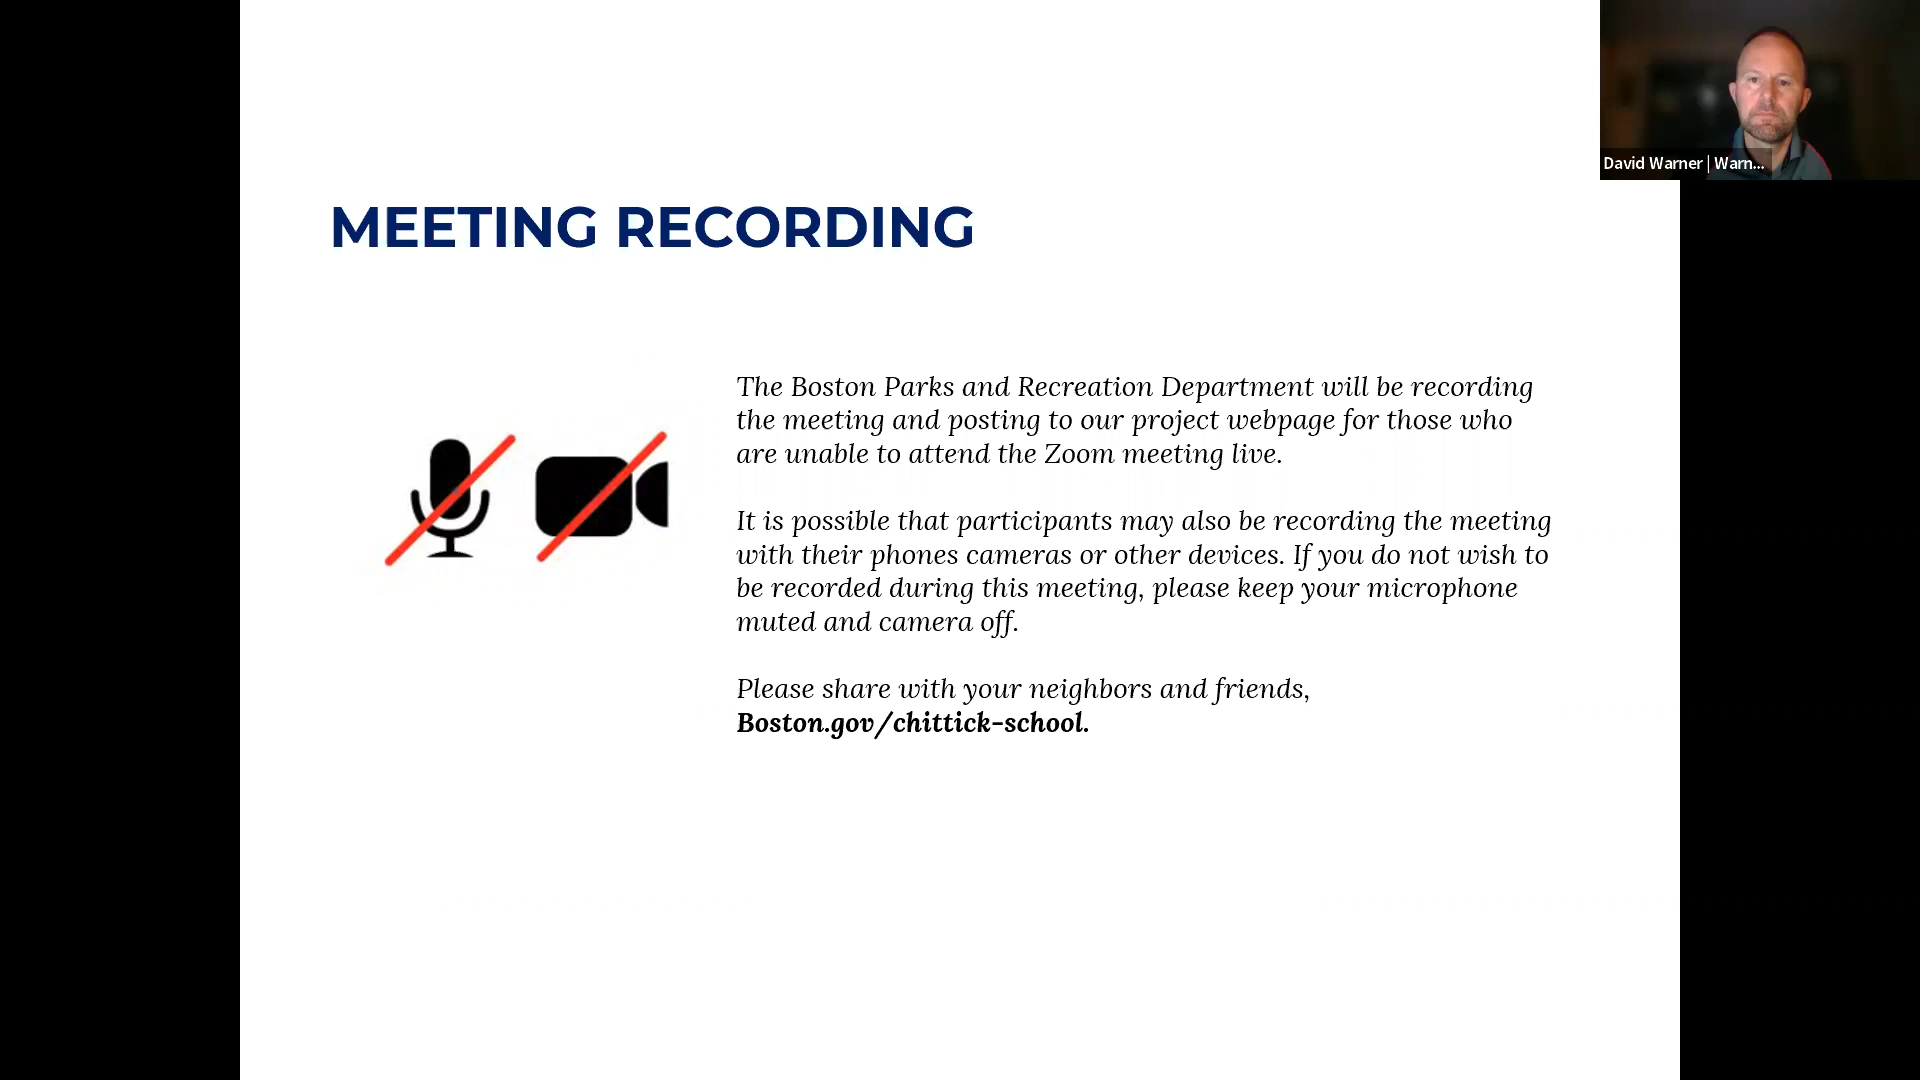 David Warner | Warn...
MEETING RECORDING
The Boston Parks and Recreation Department will be recording
the meeting and posting to our project webpage for those who
are unable to attend the Zoom meeting live.
It is possible that participants may also be recording the meeting
with their phones cameras or other devices. If you do not wish to
be recorded during this meeting, please keep your microphone
muted and camera off.
Please share with your neighbors and friends,
Boston.gov/chittick-school.